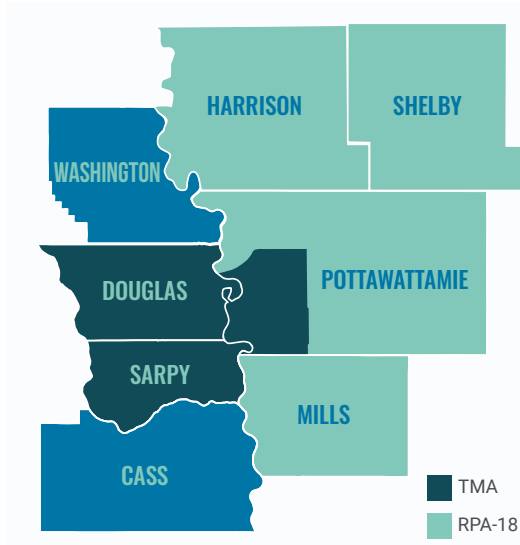 HARRISON
SHELBY
WASHINGTON
DOUGLAS
POTTAWATTAMIE
SARPY
MILLS
CASS
TMA
RPA-18